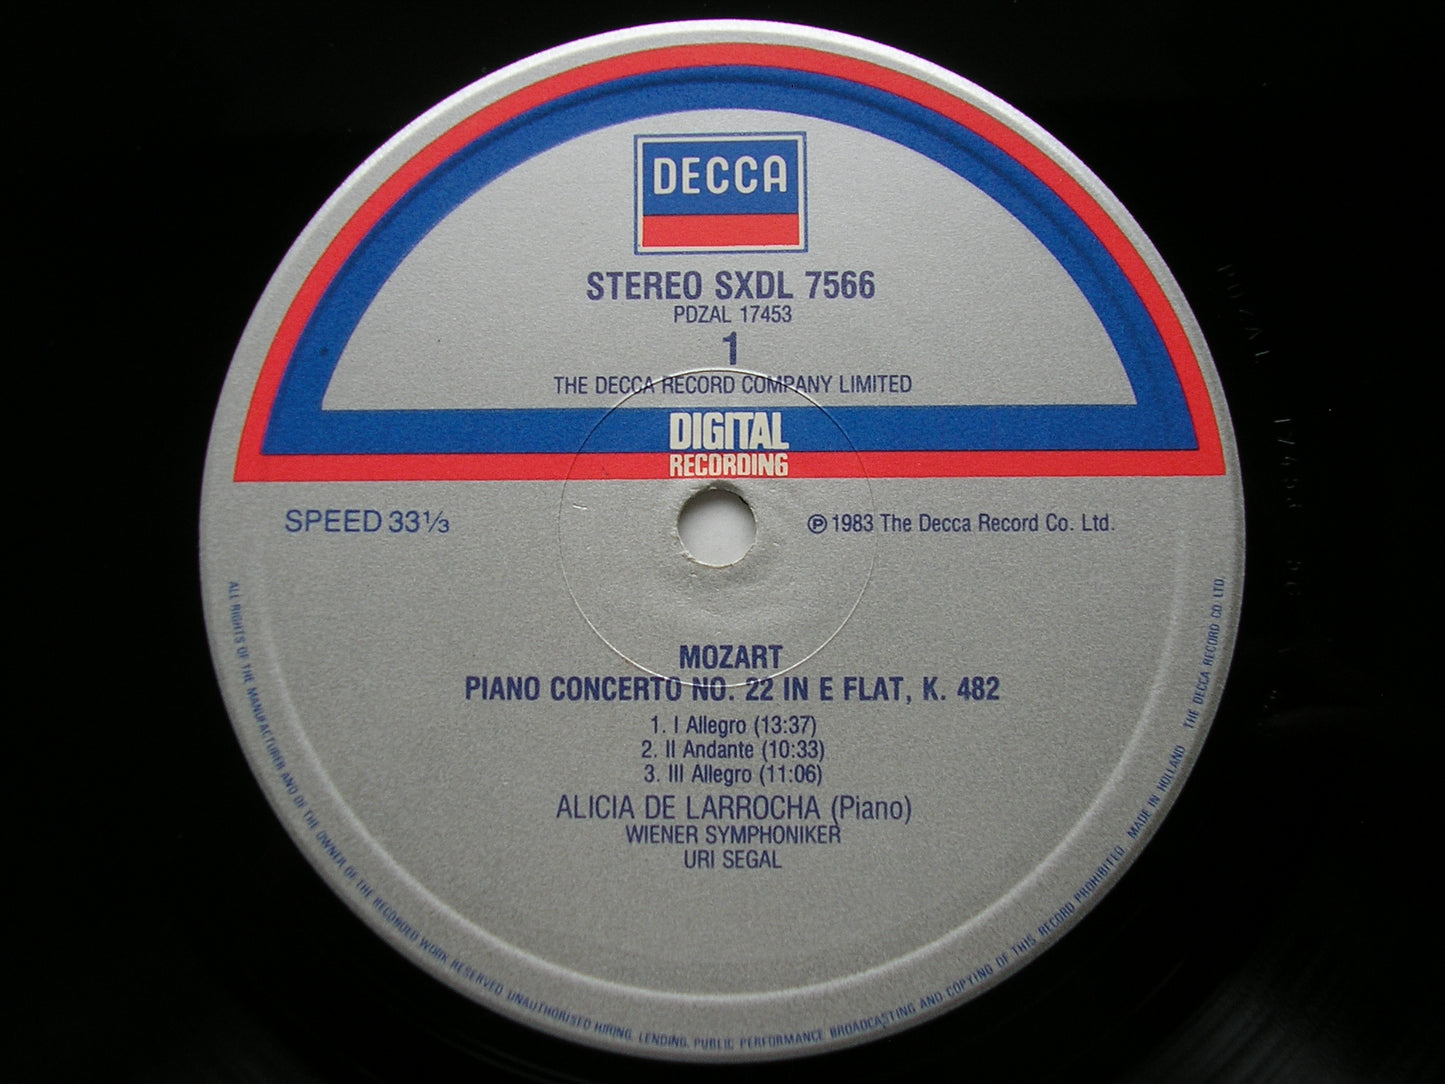 DECCA
STEREO SXDL 7566
PDZAL 17453
1
THE DECCA RECORD COMPANY LIMITED
DIGITAL
RECORDING
SPEED 33⅓
℗ 1983 The Decca Record Co. Ltd.
MOZART
PIANO CONCERTO NO. 22 IN E FLAT, K. 482
1. I Allegro (13:37)
2. II Andante (10:33)
3. III Allegro (11:06)
ALICIA DE LARROCHA (Piano)
WIENER SYMPHONIKER
URI SEGAL
ALL RIGHTS OF THE MANUFACTURER AND OF THE OWNER OF THE RECORDED WORK RESERVED UNAUTHORISED HIRING, LENDING, PUBLIC PERFORMANCE BROADCASTING AND COPYING OF THIS RECORD PROHIBITED. MADE IN HOLLAND THE DECCA RECORD CO. LTD.
PDZAL 17453